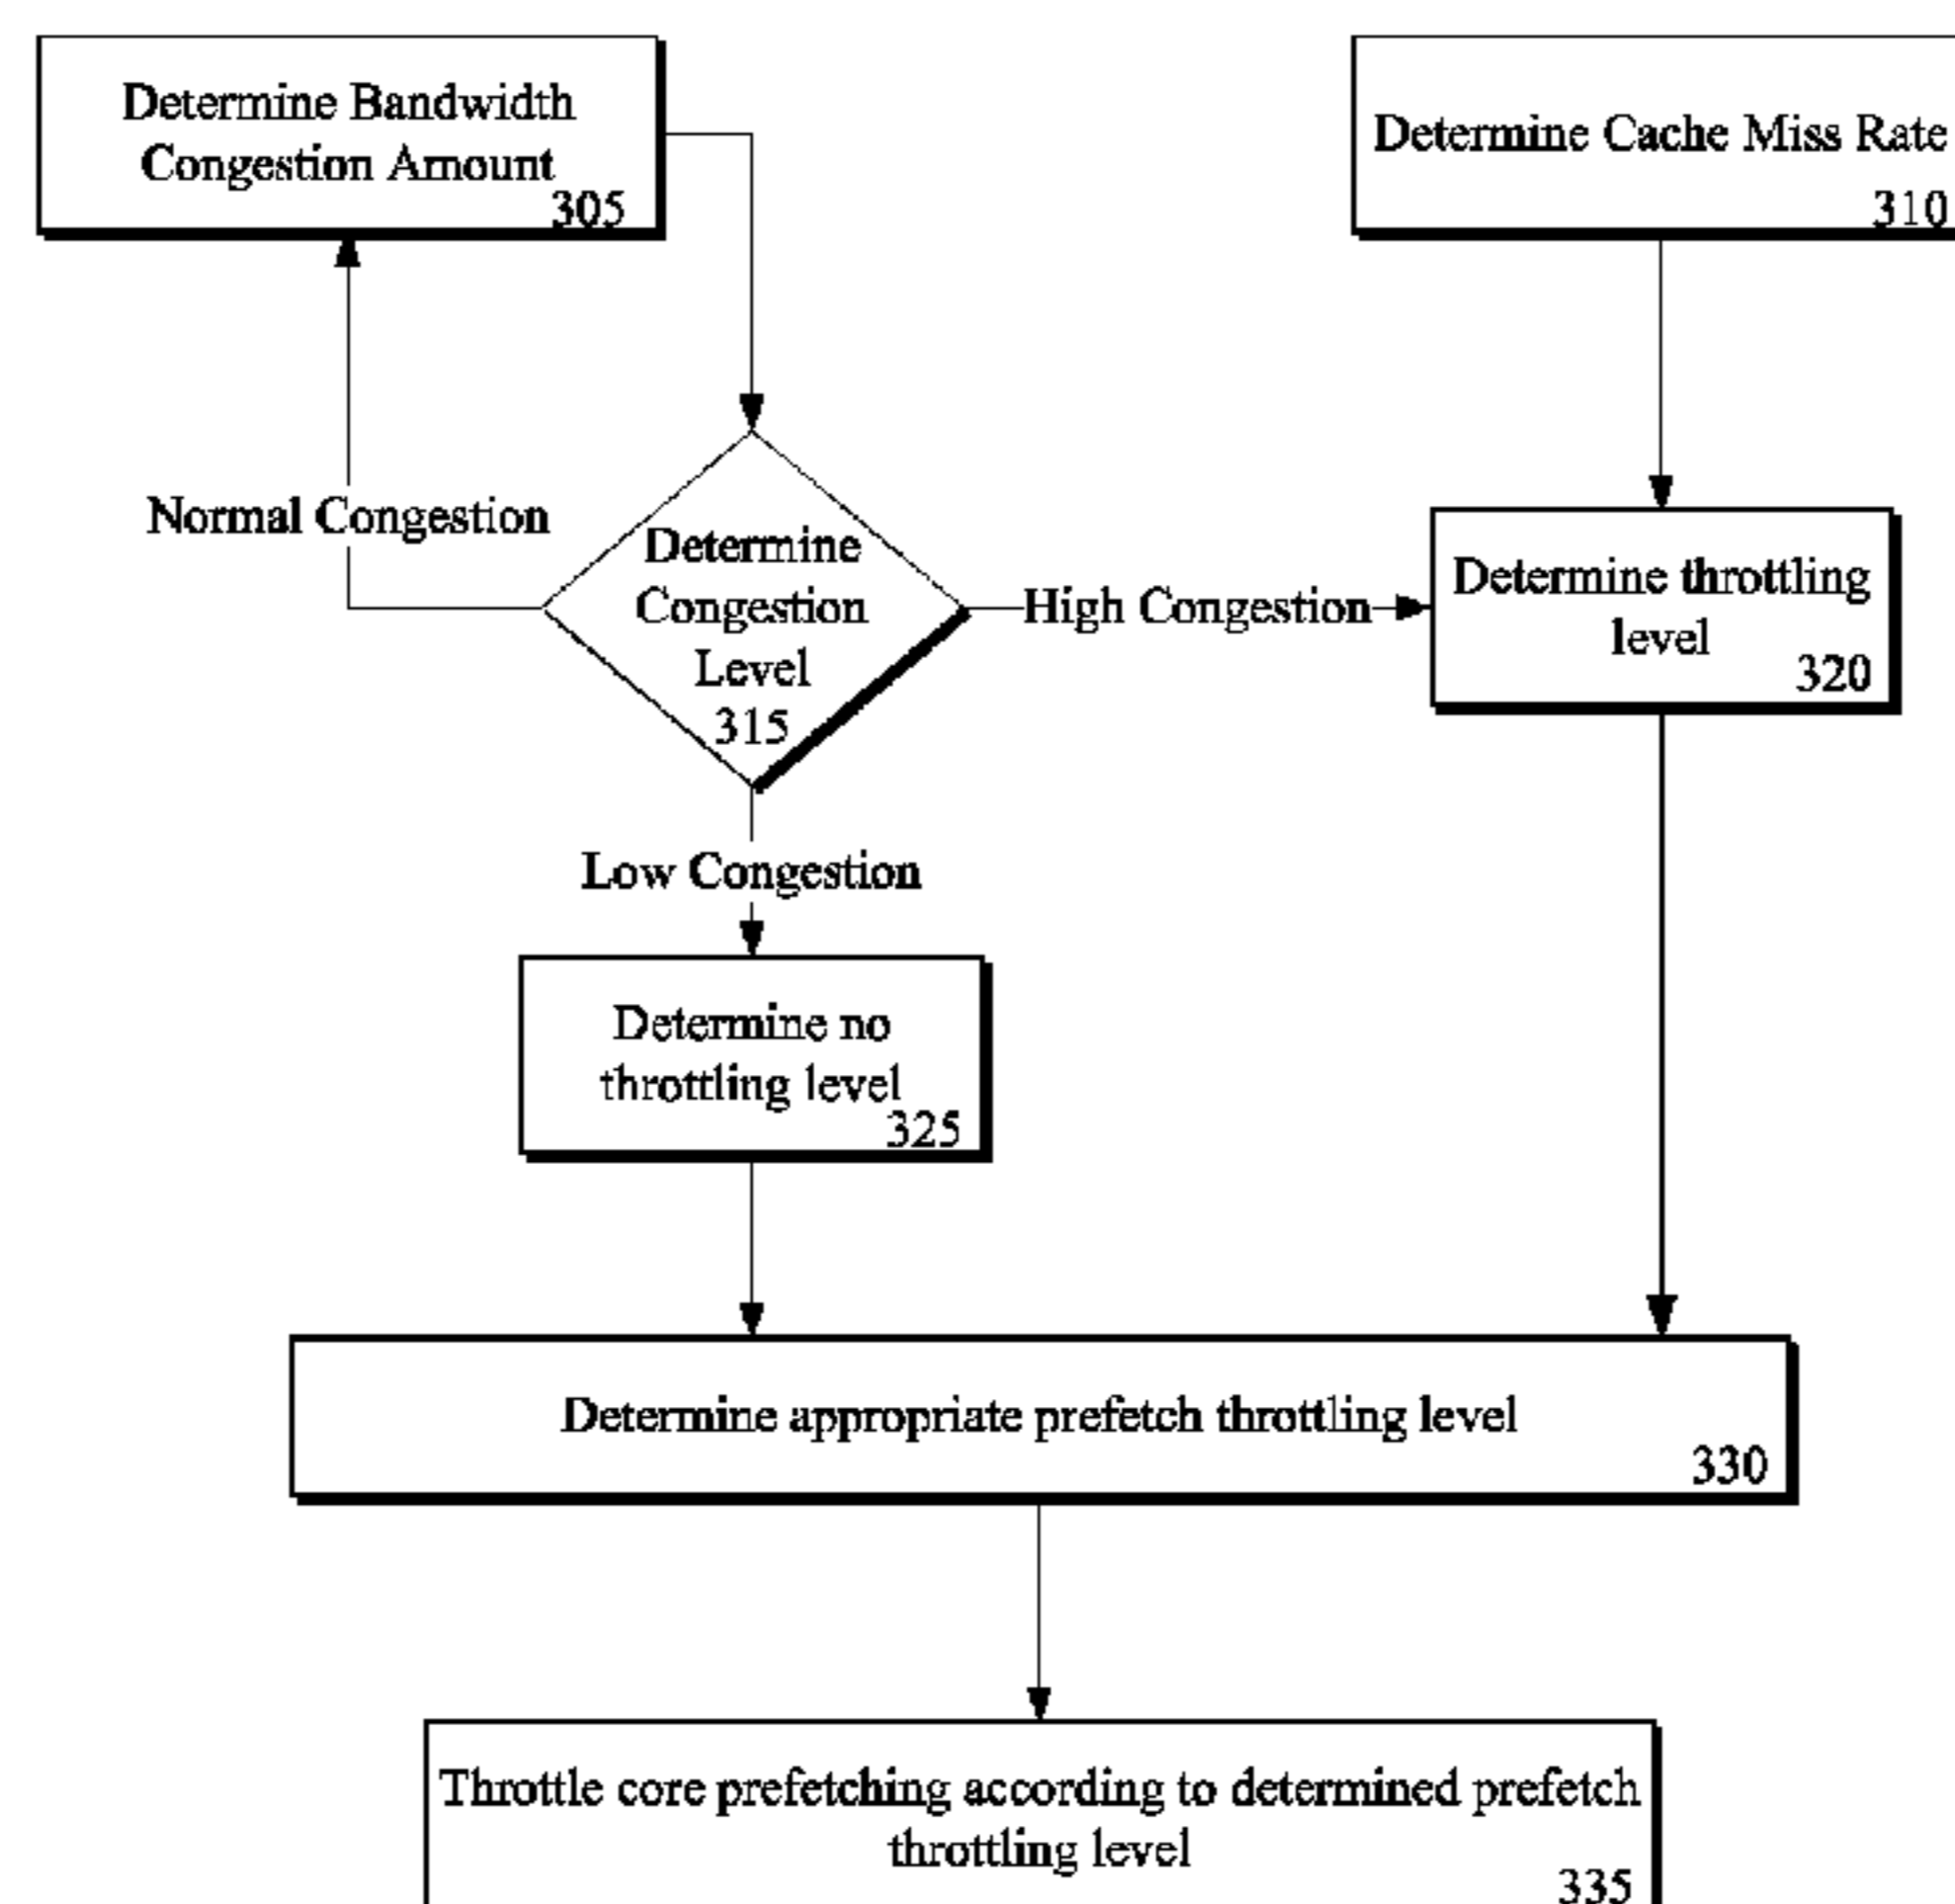 Determine Bandwidth
Congestion Amount
305
Determine Cache Miss Rate
310
Normal Congestion
Determine
Congestion
Level
315
High Congestion
Determine throttling
level
320
Low Congestion
Determine no
throttling level
325
Determine appropriate prefetch throttling level
330
Throttle core prefetching according to determined prefetch
throttling level
335